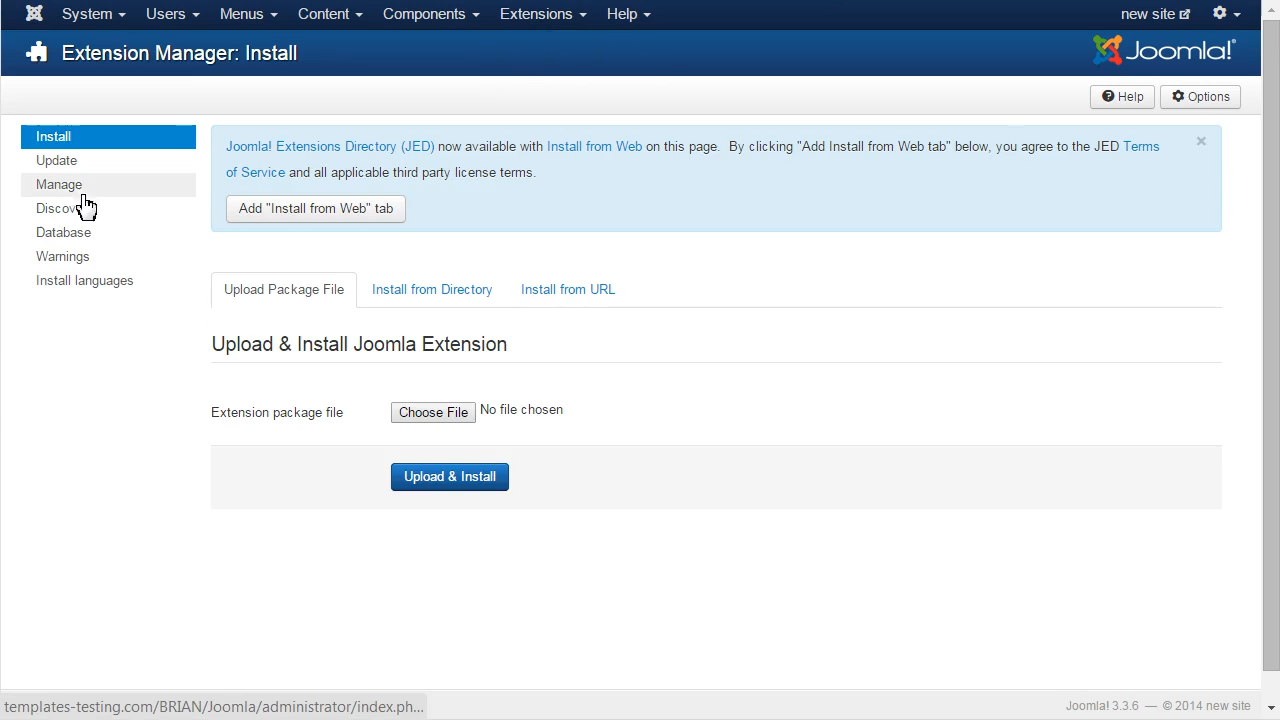 System Users Menus Content Components Extensions Help new site
Extension Manager: Install Joomla!
Help Options
Install
Update
Manage
Database
Warnings
Install languages
Joomla! Extensions Directory (JED) now available with Install from Web on this page. By clicking "Add Install from Web tab" below, you agree to the JED Terms
of Service and all applicable third party license terms.
×
Add "Install from Web" tab
Upload Package File Install from Directory Install from URL
Upload & Install Joomla Extension
Extension package file Choose File No file chosen
Upload & Install
templates-testing.com/BRIAN/Joomla/administrator/index.ph...
Joomla! 3.3.6 — © 2014 new site